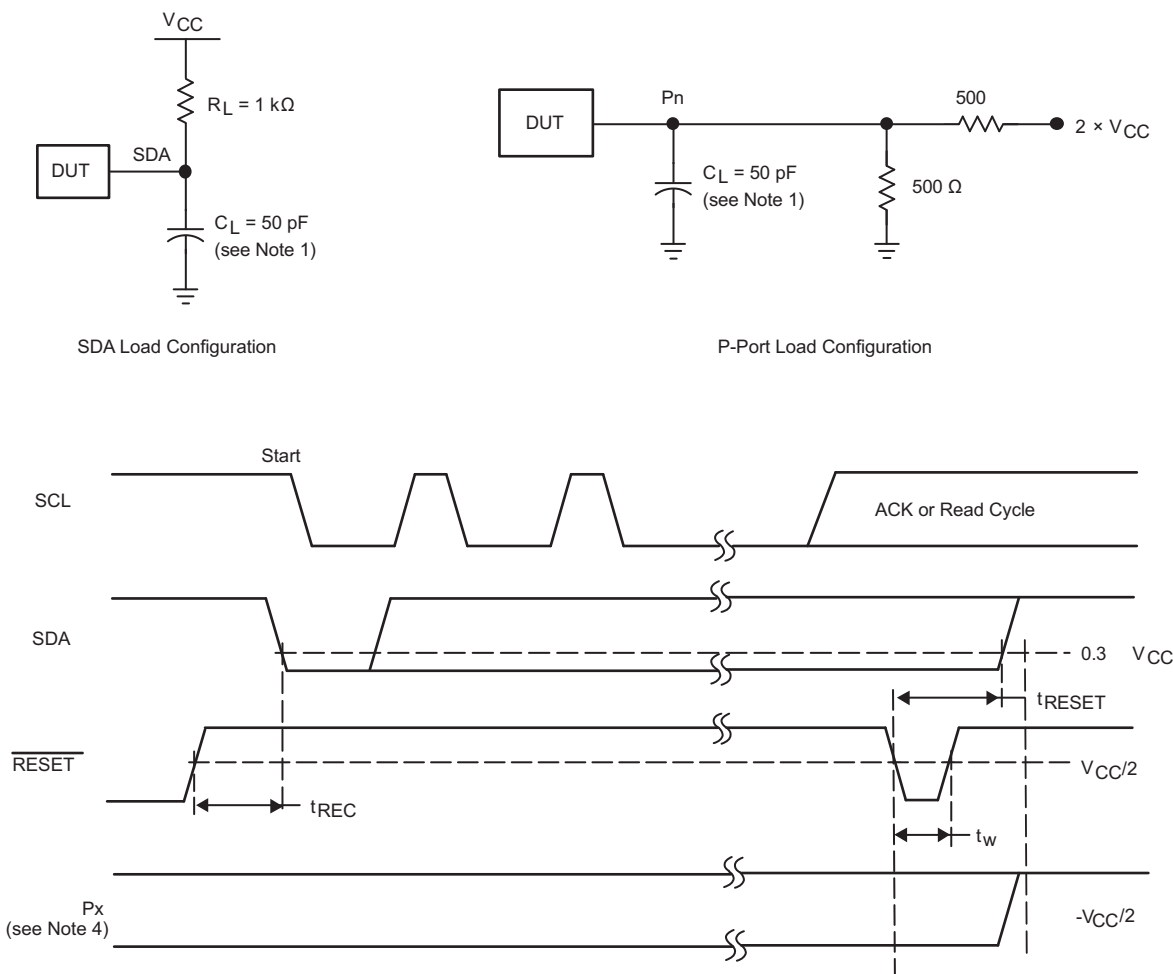 VCC
RL = 1 kΩ
DUT
SDA
CL = 50 pF
(see Note 1)
SDA Load Configuration
DUT
Pn
500
2 × VCC
CL = 50 pF
(see Note 1)
500 Ω
P-Port Load Configuration
Start
SCL
ACK or Read Cycle
SDA
0.3 VCC
tRESET
RESET
VCC/2
tREC
tw
Px
(see Note 4)
-VCC/2